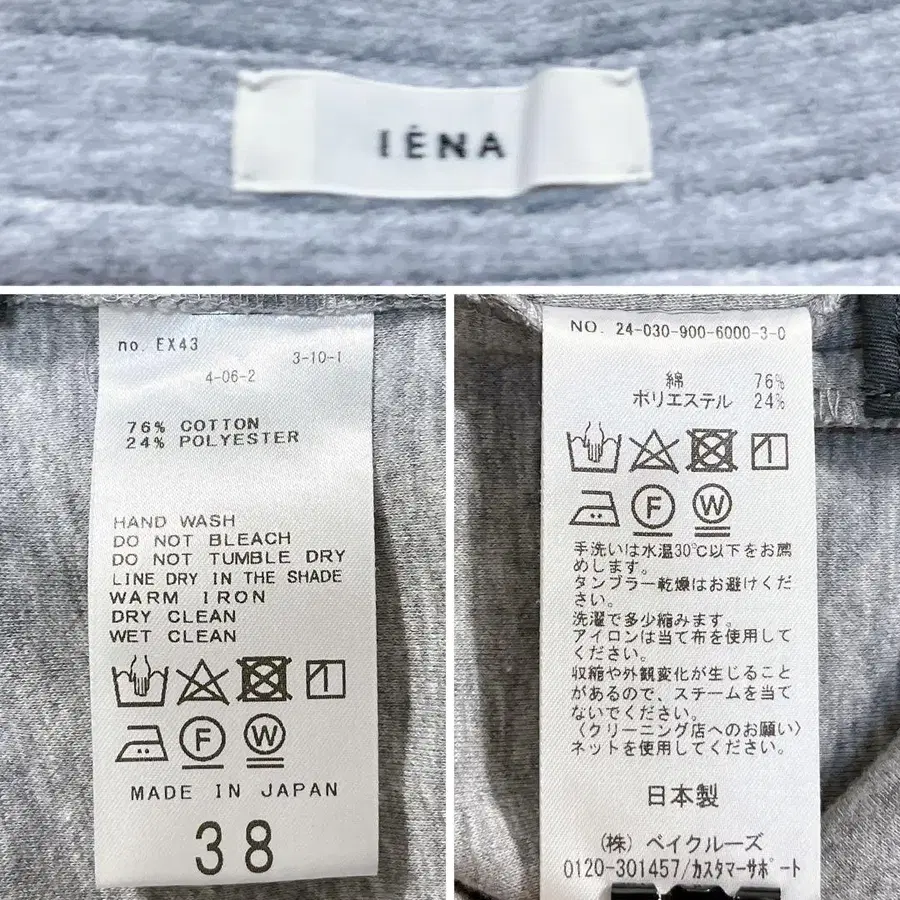 IÉNA
no. EX43
3-10-1
4-06-2
76% COTTON
24% POLYESTER
HAND WASH
DO NOT BLEACH
DO NOT TUMBLE DRY
LINE DRY IN THE SHADE
WARM IRON
DRY CLEAN
WET CLEAN
F W
MADE IN JAPAN
38
NO. 24-030-900-6000-3-0
綿 76%
ポリエステル 24%
F W
手洗いは水温30℃以下をお薦
めします。
タンブラー乾燥はお避けくだ
さい。
洗濯で多少縮みます。
アイロンは当て布を使用して
ください。
収縮や外観変化が生じること
があるので、スチームを当て
ないでください。
〈クリーニング店へのお願い〉
ネットを使用してください。
日本製
(株) ベイクルーズ
0120-301457/カスタマーサポート